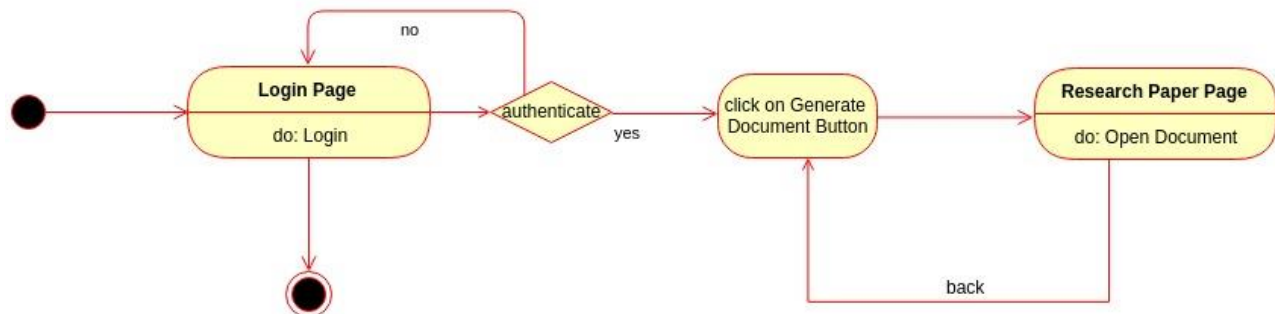 no
Login Page
do: Login
authenticate
yes
click on Generate
Document Button
Research Paper Page
do: Open Document
back